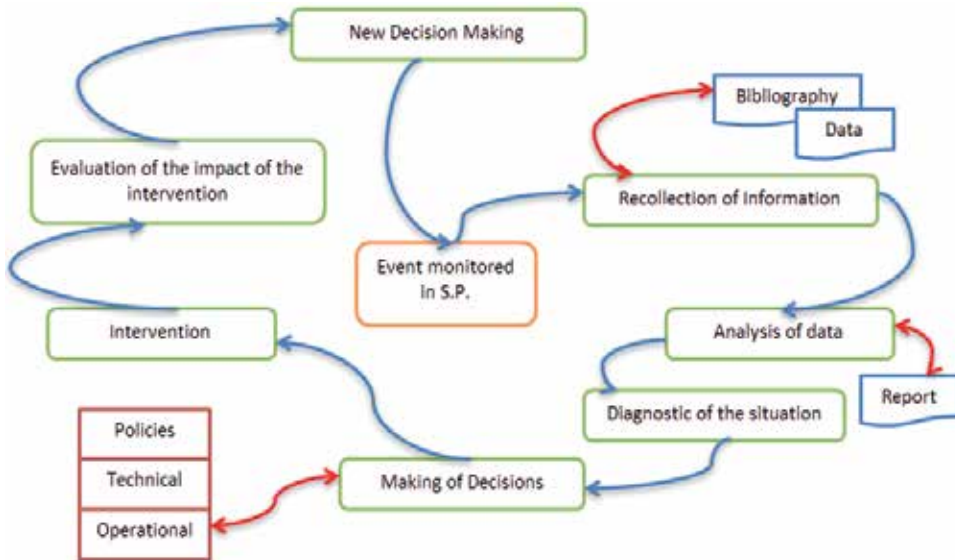 New Decision Making
Bibliography
Data
Evaluation of the impact of the
intervention
Recollection of Information
Event monitored
in S.P.
Intervention
Analysis of data
Report
Diagnostic of the situation
Policies
Technical
Operational
Making of Decisions